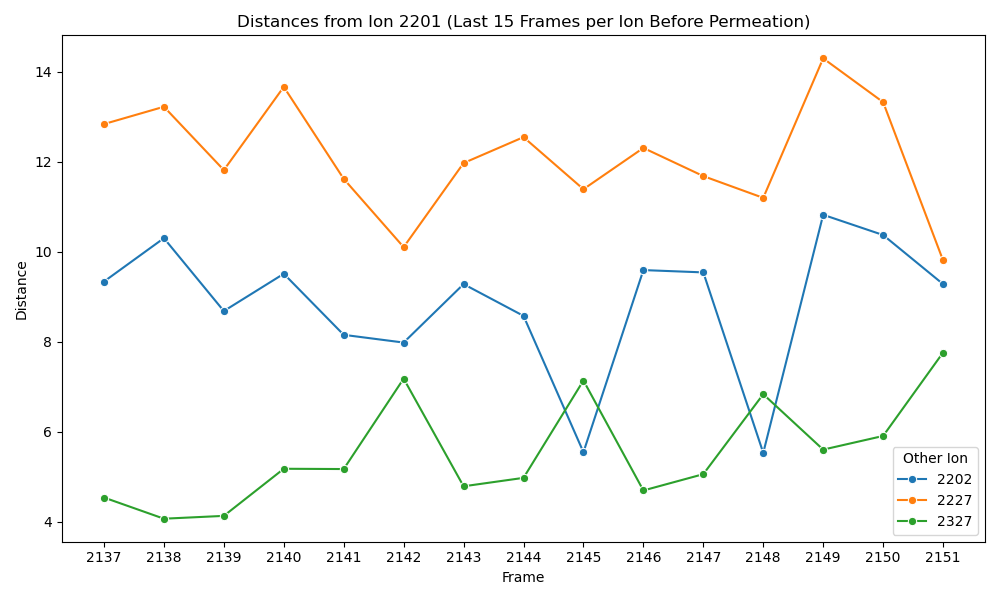 Distances from Ion 2201 (Last 15 Frames per Ion Before Permeation)
Distance
14
12
10
8
6
4
Other Ion
2202
2227
2327
2137 2138 2139 2140 2141 2142 2143 2144 2145 2146 2147 2148 2149 2150 2151
Frame